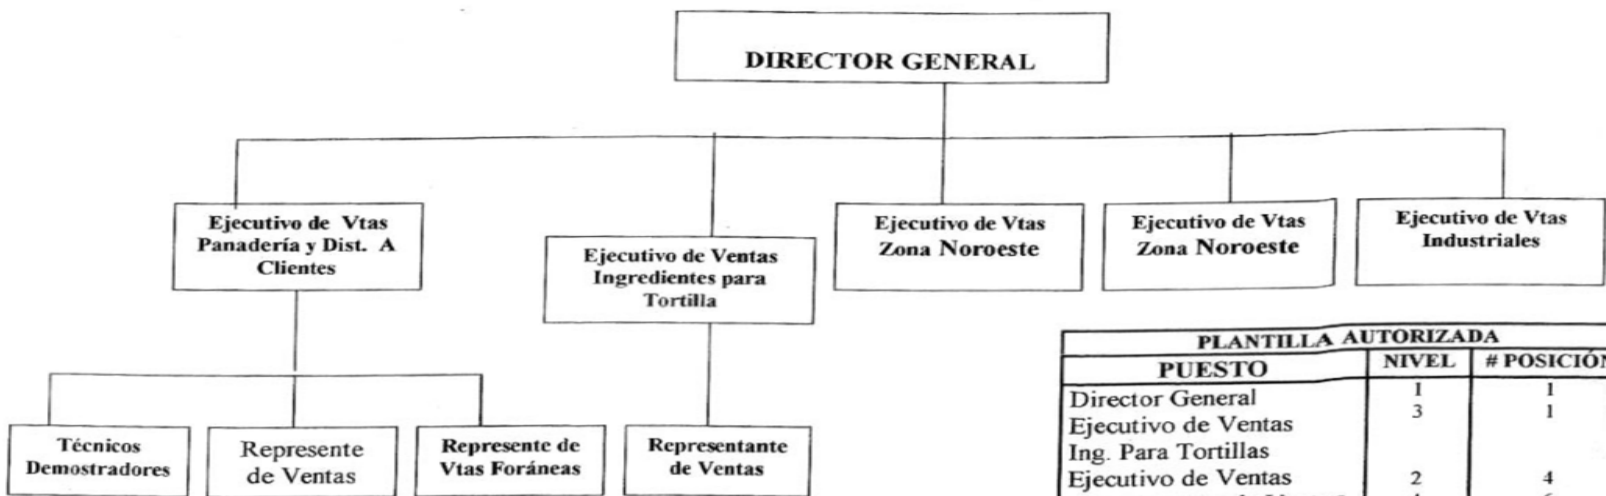 DIRECTOR GENERAL
Ejecutivo de Vtas
Panadería y Dist. A
Clientes
Ejecutivo de Ventas
Ingredientes para
Tortilla
Ejecutivo de Vtas
Zona Noroeste
Ejecutivo de Vtas
Zona Noroeste
Ejecutivo de Vtas
Industriales
Técnicos
Demostradores
Represente
de Ventas
Represente de
Vtas Foráneas
Representante
de Ventas
PLANTILLA AUTORIZADA
PUESTO NIVEL # POSICIÓN
Director General 1 1
Ejecutivo de Ventas 3 1
Ing. Para Tortillas
Ejecutivo de Ventas 2 4